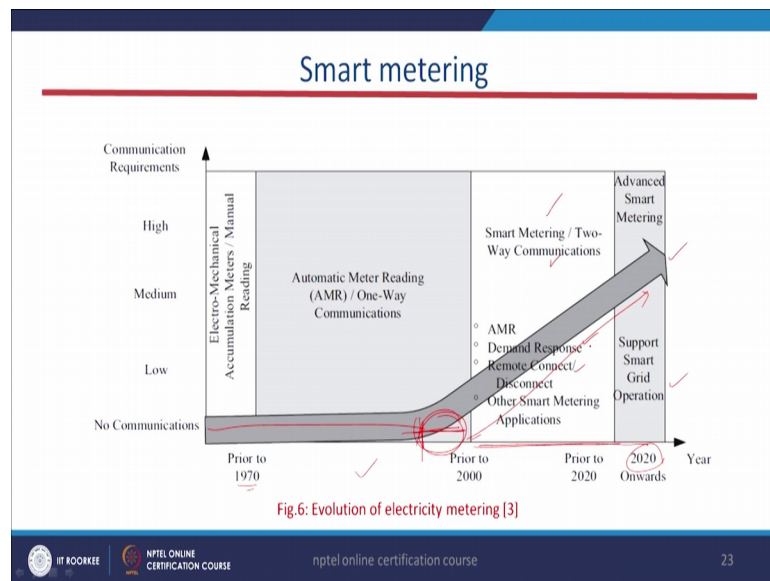 Smart metering
Communication
Requirements
High
Medium
Low
No Communications
Electro-Mechanical
Accumulation Meters / Manual
Reading
Automatic Meter Reading
(AMR) / One-Way
Communications
Smart Metering / Two-
Way Communications
AMR
Demand Response
Remote Connect/
Disconnect
Other Smart Metering
Applications
Advanced
Smart
Metering
Support
Smart
Grid
Operation
Prior to
1970
Prior to
2000
Prior to
2020
2020
Onwards
Year
Fig.6: Evolution of electricity metering [3]
IIT ROORKEE
NPTEL ONLINE
CERTIFICATION COURSE
nptel online certification course
23